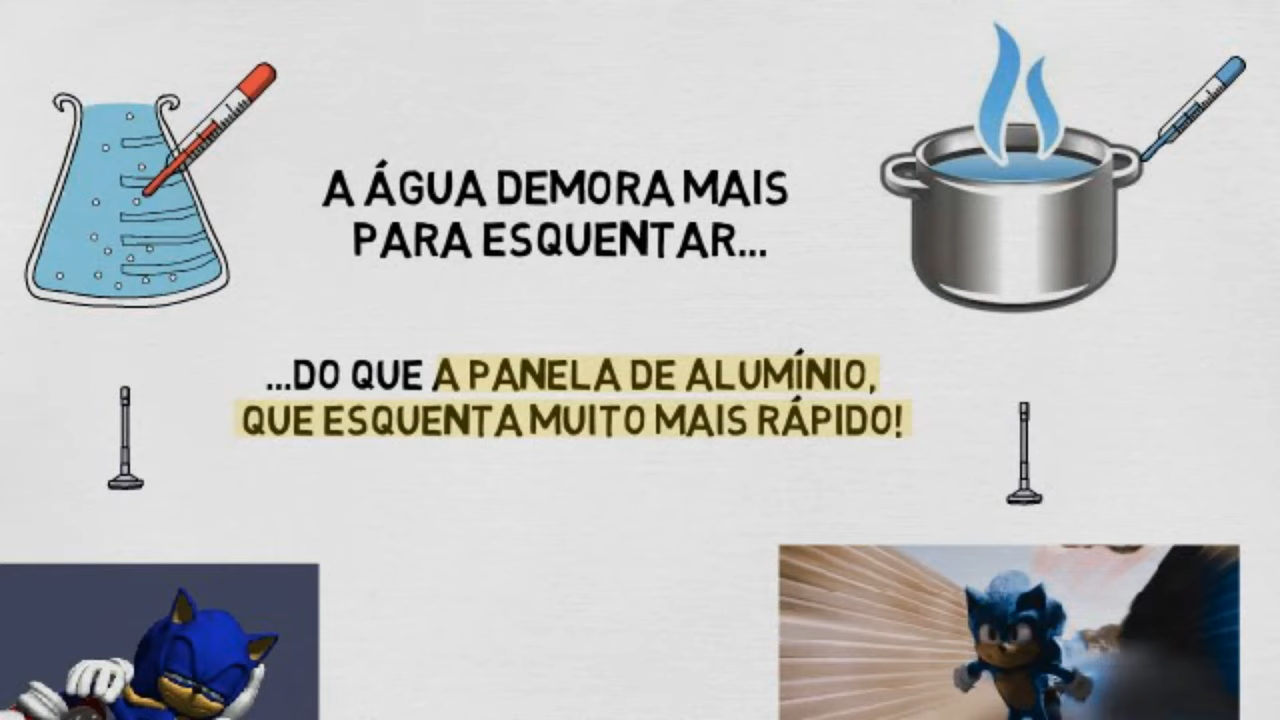 A ÁGUA DEMORA MAIS
PARA ESQUENTAR...
...DO QUE A PANELA DE ALUMÍNIO,
QUE ESQUENTA MUITO MAIS RÁPIDO!